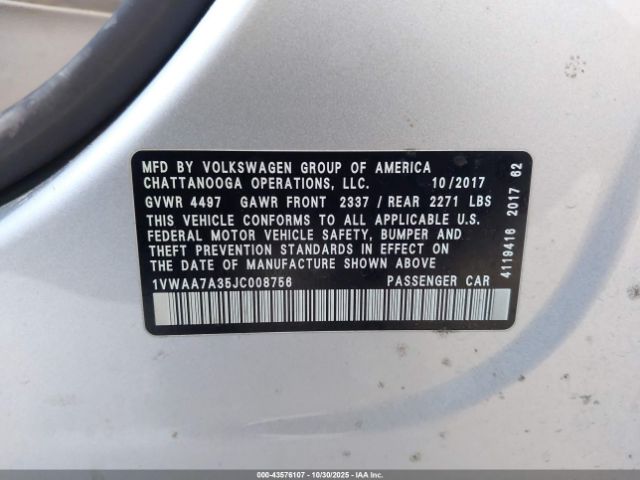 MFD BY VOLKSWAGEN GROUP OF AMERICA
CHATTANOOGA OPERATIONS, LLC. 10/2017
GVWR 4497 GAWR FRONT 2337 / REAR 2271 LBS
THIS VEHICLE CONFORMS TO ALL APPLICABLE U.S.
FEDERAL MOTOR VEHICLE SAFETY, BUMPER AND
THEFT PREVENTION STANDARDS IN EFFECT ON
THE DATE OF MANUFACTURE SHOWN ABOVE
1VWAA7A35JC008756 PASSENGER CAR
4119416 2017 62
000-43576107 - 10/30/2025 - IAA Inc.